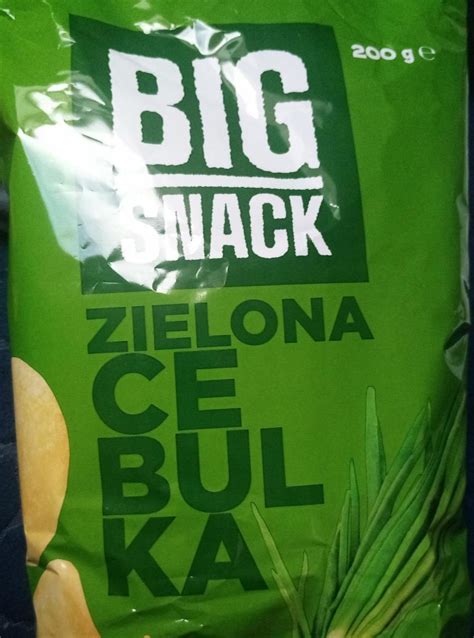 200 g ℮
BIG
SNACK
ZIELONA
CE
BUL
KA